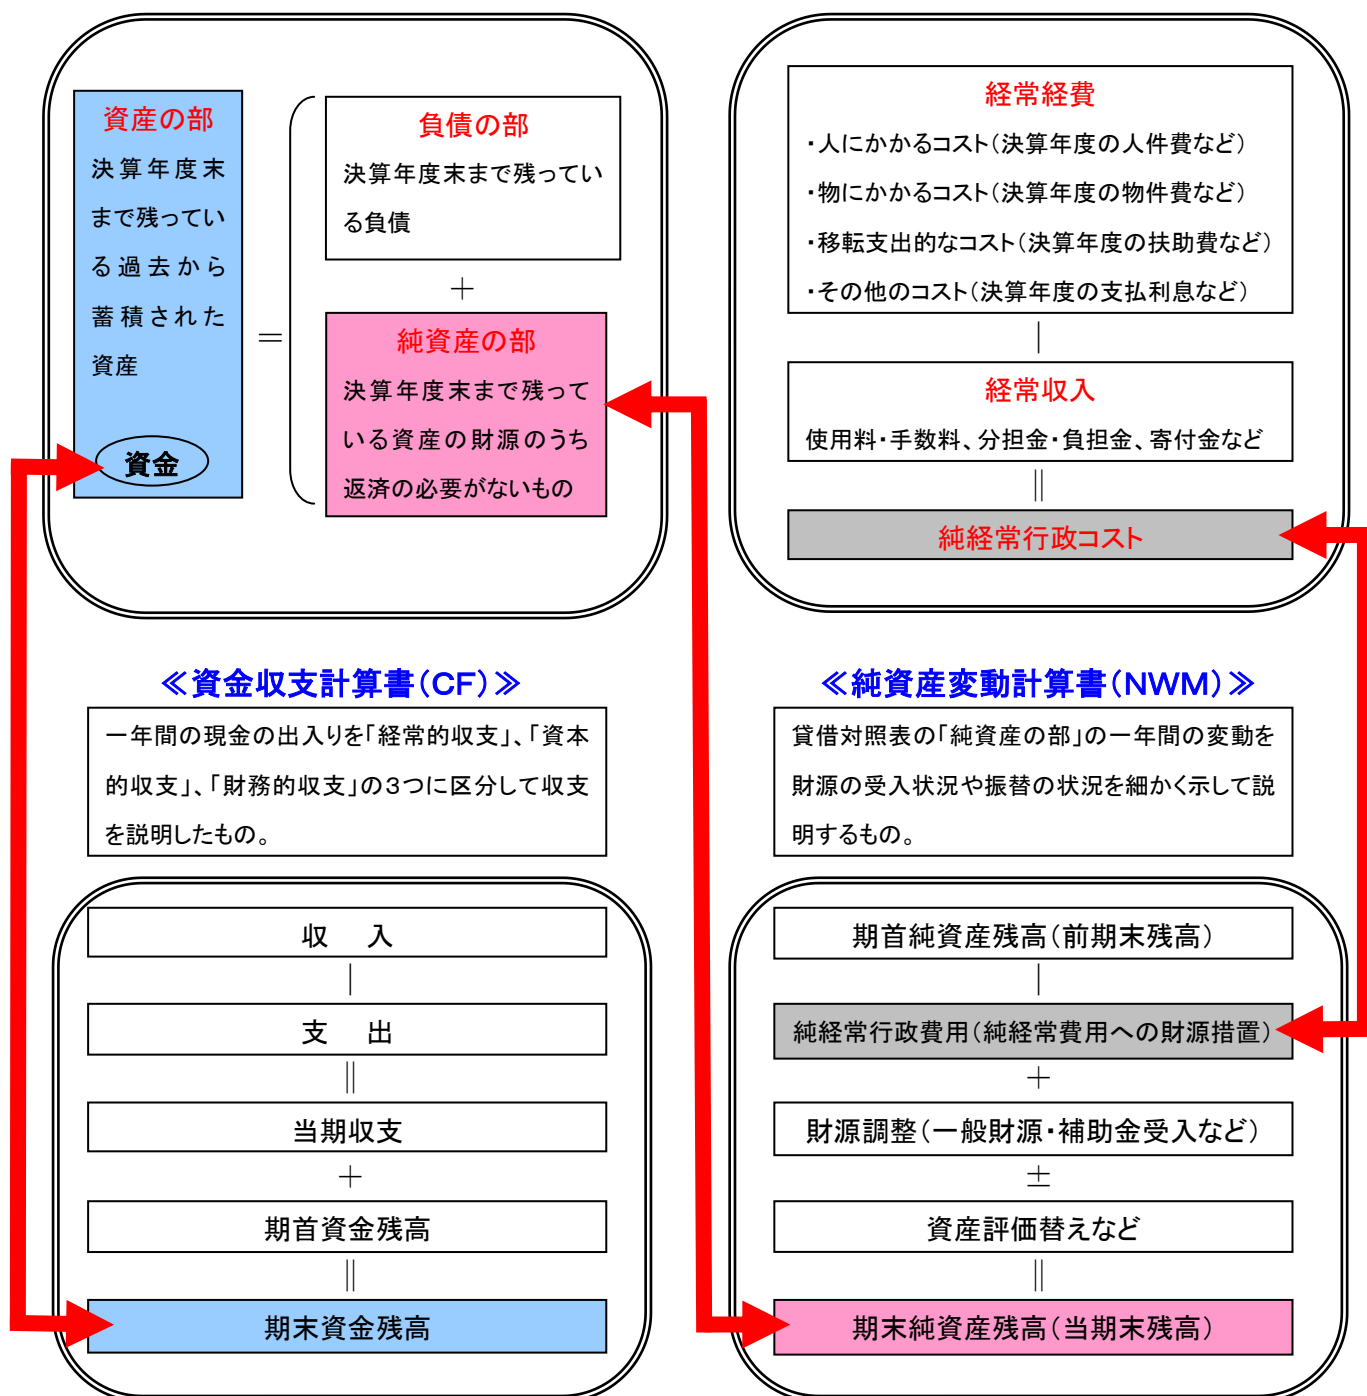 資産の部
決算年度末
まで残ってい
る過去から
蓄積された
資産
資金
＝
負債の部
決算年度末まで残ってい
る負債
＋
純資産の部
決算年度末まで残って
いる資産の財源のうち
返済の必要がないもの
経常経費
・人にかかるコスト（決算年度の人件費など）
・物にかかるコスト（決算年度の物件費など）
・移転支出的なコスト（決算年度の扶助費など）
・その他のコスト（決算年度の支払利息など）
｜
経常収入
使用料・手数料、分担金・負担金、寄付金など
||
純経常行政コスト
≪資金収支計算書（CF）≫
一年間の現金の出入りを「経常的収支」、「資本
的収支」、「財務的収支」の３つに区分して収支
を説明したもの。
収　入
｜
支　出
||
当期収支
＋
期首資金残高
||
期末資金残高
≪純資産変動計算書（NWM）≫
貸借対照表の「純資産の部」の一年間の変動を
財源の受入状況や振替の状況を細かく示して説
明するもの。
期首純資産残高（前期末残高）
｜
純経常行政費用（純経常費用への財源措置）
＋
財源調整（一般財源・補助金受入など）
±
資産評価替えなど
||
期末純資産残高（当期末残高）